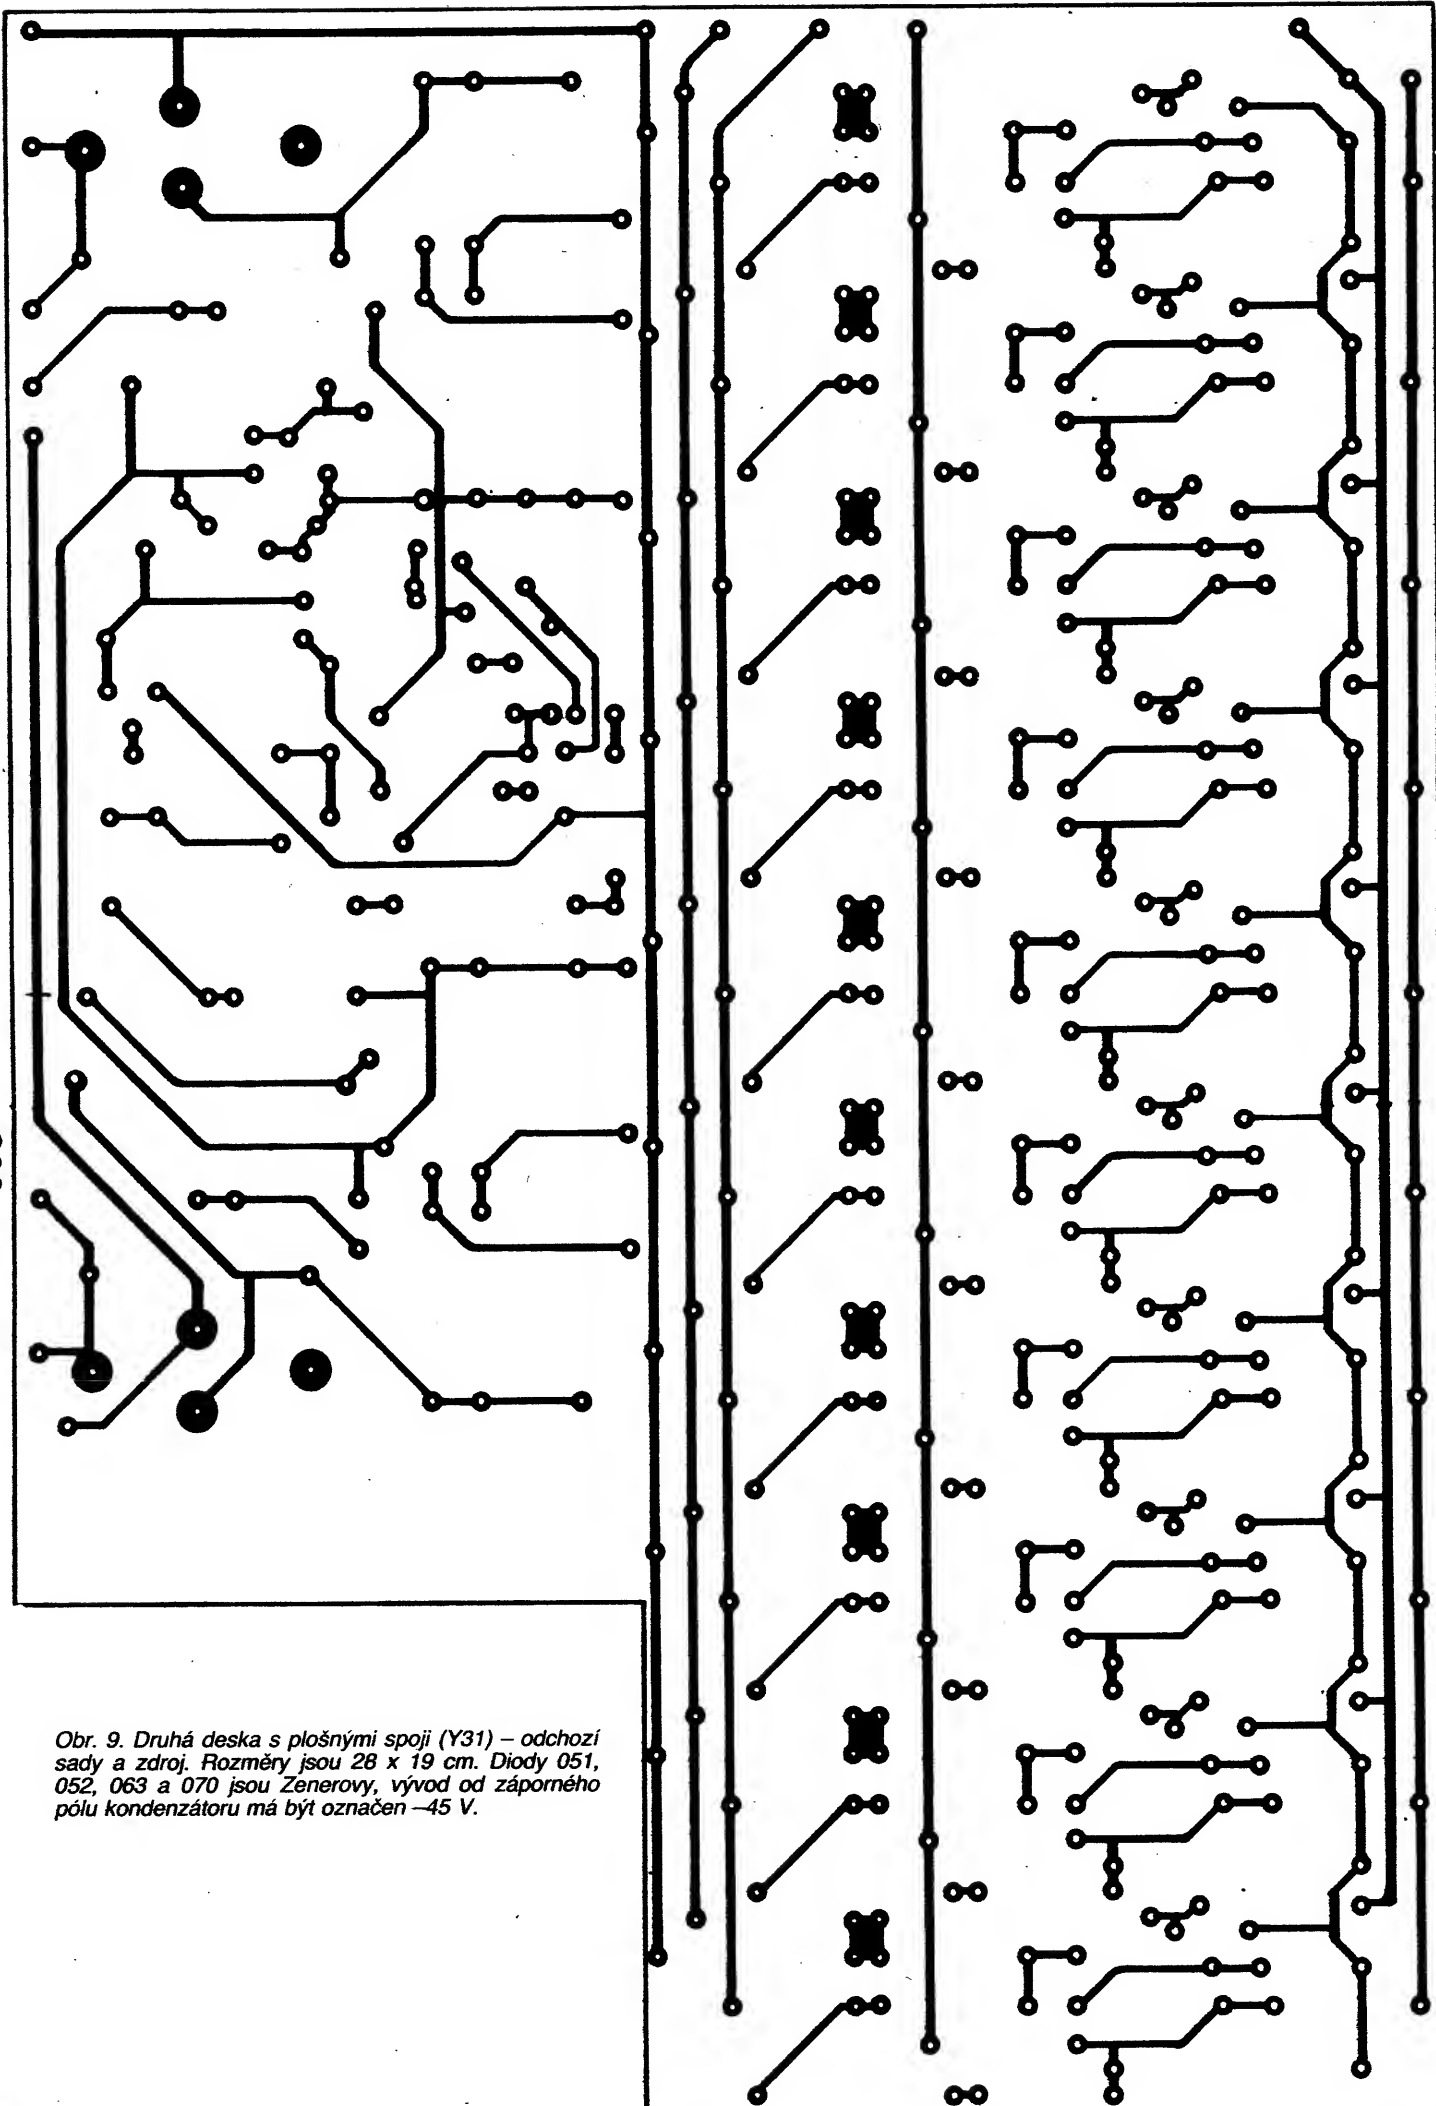 Obr. 9. Druhá deska s plošnými spoji (Y31) – odchozí
sady a zdroj. Rozměry jsou 28 x 19 cm. Diody 051,
052, 063 a 070 jsou Zenerovy, vývod od záporného
pólu kondenzátoru má být označen –45 V.